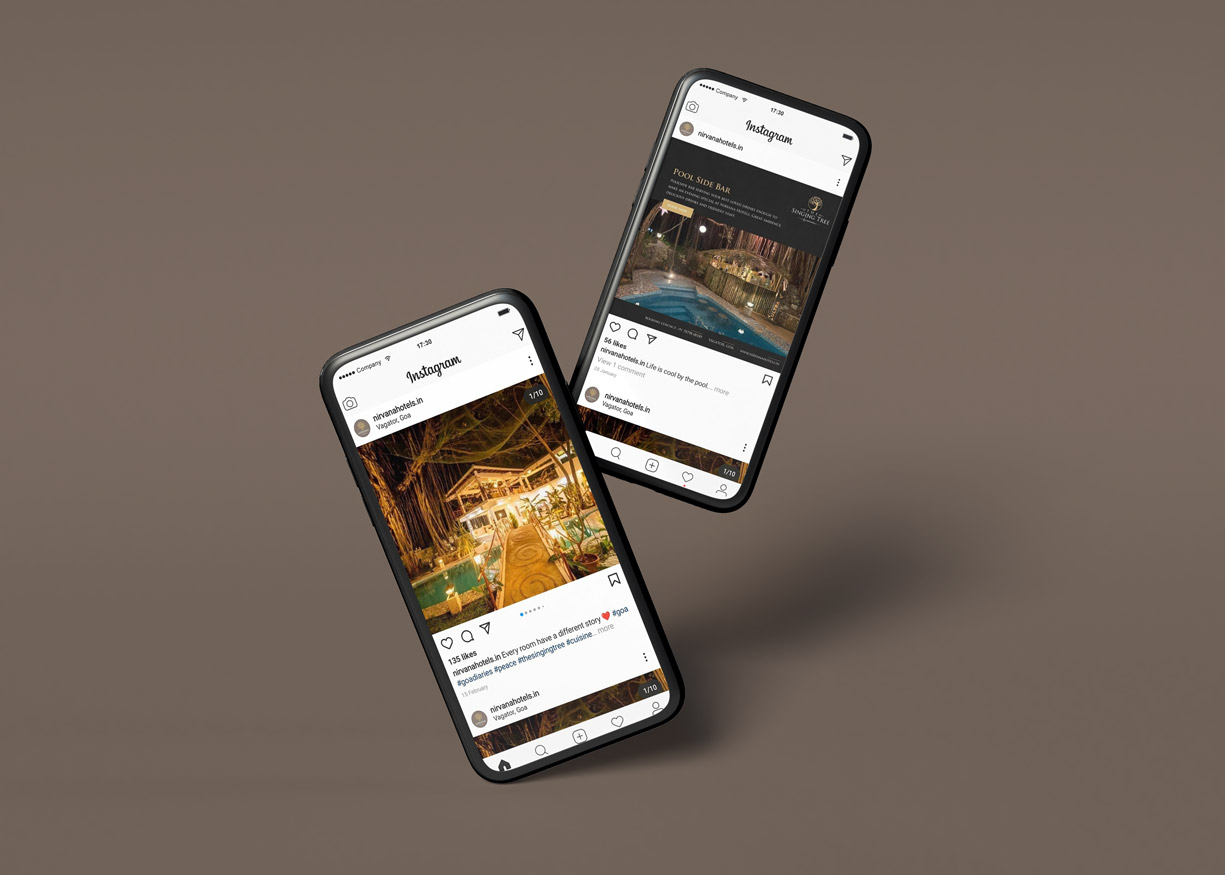 Company
17:30
Instagram
nirvanahotels.in
Vagator, Goa
1/10
135 likes
nirvanahotels.in Every room have a different story ❤️ #goa
#goadiaries #peace #thesingingtree #cuisine... more
15 February
nirvanahotels.in
Vagator, Goa
1/10
Company
17:30
Instagram
nirvanahotels.in
POOL SIDE BAR
SINGING TREE
56 likes
nirvanahotels.in Life is cool by the pool.... more
View 1 comment
nirvanahotels.in
Vagator, Goa
1/10